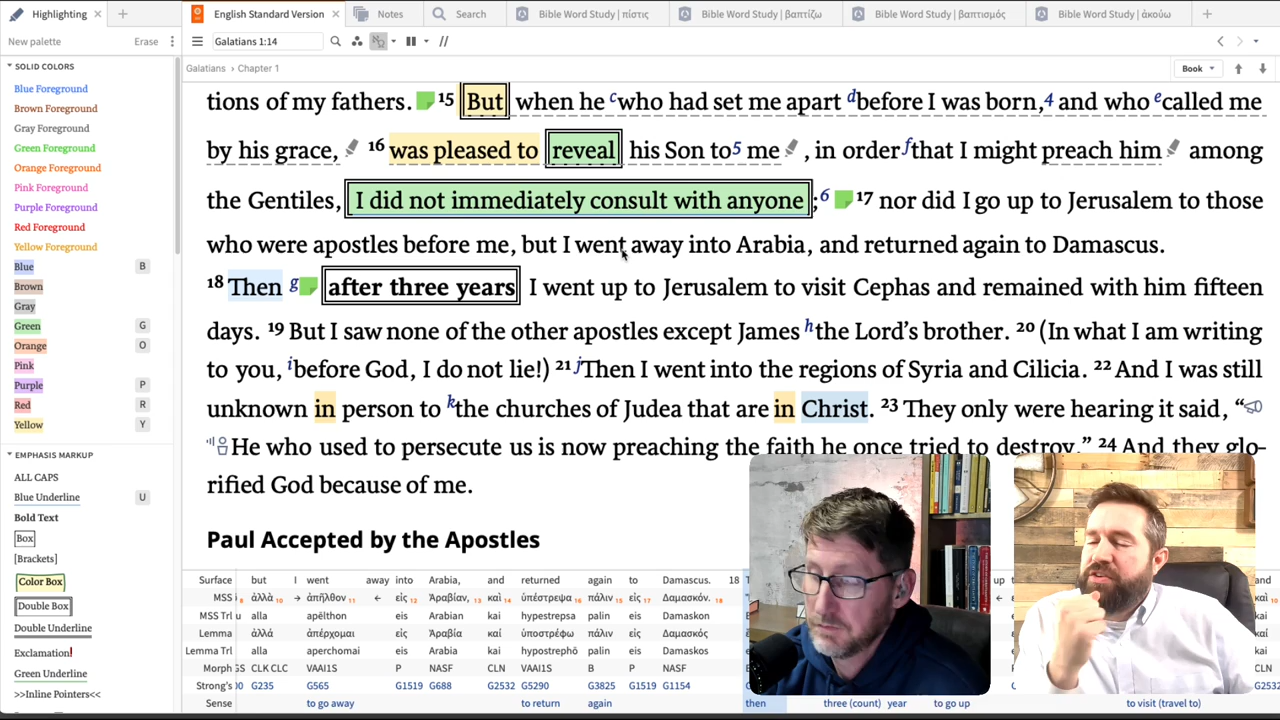 Highlighting
English Standard Version
Notes
Search
Bible Word Study | πίστις
Bible Word Study | βαπτίζω
Bible Word Study | βαπτισμός
Bible Word Study | ἀκούω
New palette
Erase
Galatians 1:14
SOLID COLORS
Blue Foreground
Brown Foreground
Gray Foreground
Green Foreground
Orange Foreground
Pink Foreground
Purple Foreground
Red Foreground
Yellow Foreground
Blue B
Brown
Gray
Green G
Orange O
Pink
Purple P
Red R
Yellow Y
EMPHASIS MARKUP
ALL CAPS
Blue Underline U
Bold Text
Box
[Brackets]
Color Box
Double Box
Double Underline
Exclamation!
Green Underline
>>Inline Pointers<<
Galatians › Chapter 1
Book
tions of my fathers. 15 But when he c who had set me apart d before I was born,4 and who e called me
by his grace, 16 was pleased to reveal his Son to5 me , in order f that I might preach him among
the Gentiles, I did not immediately consult with anyone ;6 17 nor did I go up to Jerusalem to those
who were apostles before me, but I went away into Arabia, and returned again to Damascus.
18 Then g after three years I went up to Jerusalem to visit Cephas and remained with him fifteen
days. 19 But I saw none of the other apostles except James h the Lord’s brother. 20 (In what I am writing
to you, i before God, I do not lie!) 21 j Then I went into the regions of Syria and Cilicia. 22 And I was still
unknown in person to k the churches of Judea that are in Christ. 23 They only were hearing it said, “
He who used to persecute us is now preaching the faith he once tried to destroy.” 24 And they glo-
rified God because of me.
Paul Accepted by the Apostles
Surface but I went away into Arabia, and returned again to Damascus. 18
MSS 8 ἀλλὰ 10 → ἀπῆλθον 11 ← εἰς 12 Ἀραβίαν, 13 καὶ 14 ὑπέστρεψα 16 πάλιν 15 εἰς 17 Δαμασκόν. 18
MSS Trl alla apēlthon eis Arabian kai hypestrepsa palin eis Damaskon
Lemma ἀλλά ἀπέρχομαι εἰς Ἀραβία καί ὑποστρέφω πάλιν εἰς Δαμασκός
Lemma Trl alla aperchomai eis Arabia kai hypostrephō palin eis Damaskos
Morph CLK CLC VAAI1S P NASF CLN VAAI1S B P NASF
Strong's G235 G565 G1519 G688 G2532 G5290 G3825 G1519 G1154
Sense to go away to return again then three (count) year to go up to visit (travel to)